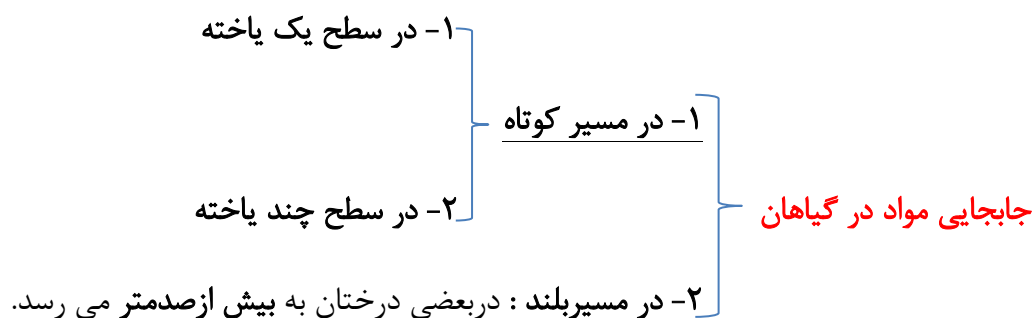 ۱- در سطح یک یاخته
۱- در مسیر کوتاه
۲- در سطح چند یاخته
جابجایی مواد در گیاهان
۲- در مسیربلند : دربعضی درختان به بیش ازصدمتر می رسد.